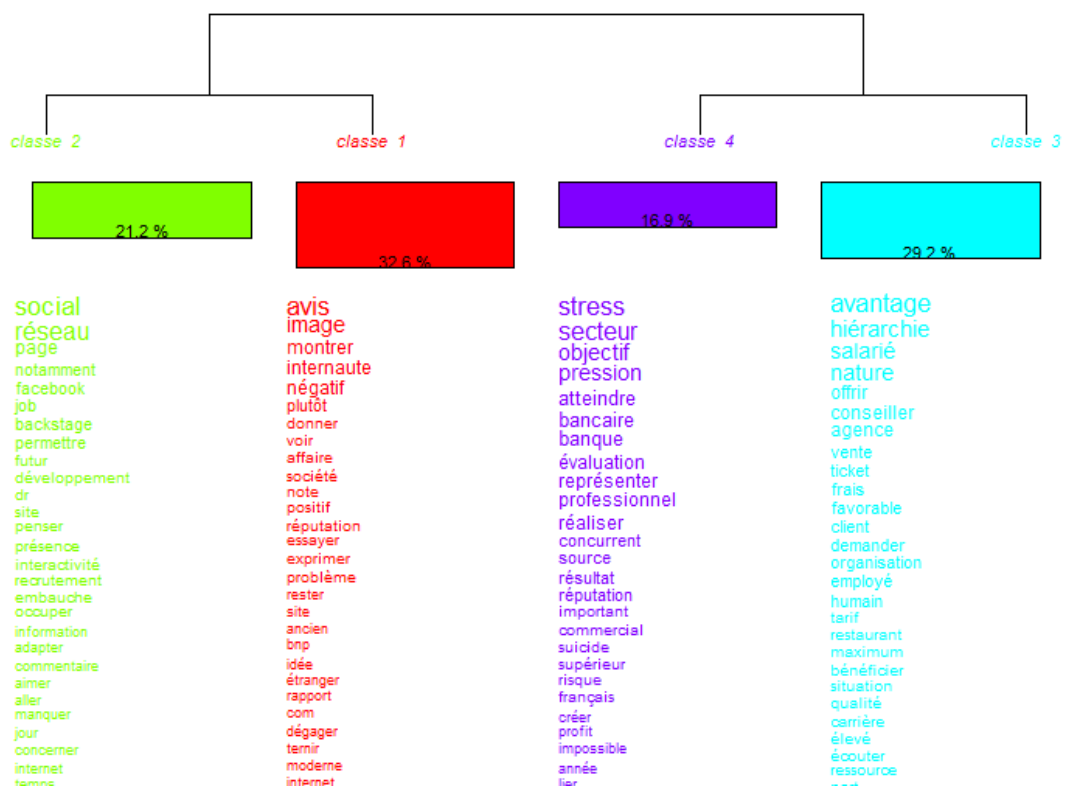 classe 2
classe 1
classe 4
classe 3
21.2 %
32.6 %
16.9 %
29.2 %
social
réseau
page
notamment
facebook
job
backstage
permettre
futur
développement
dr
site
penser
présence
interactivité
recrutement
embauche
occuper
information
adapter
commentaire
aimer
aller
manquer
jour
concerner
internet
temps
avis
image
montrer
internaute
négatif
plutôt
donner
voir
affaire
société
note
positif
réputation
essayer
exprimer
problème
rester
site
ancien
bnp
idée
étranger
rapport
com
dégager
ternir
moderne
internet
stress
secteur
objectif
pression
atteindre
bancaire
banque
évaluation
représenter
professionnel
réaliser
concurrent
source
résultat
réputation
important
commercial
suicide
supérieur
risque
français
créer
profit
impossible
année
lier
avantage
hiérarchie
salarié
nature
offrir
conseiller
agence
vente
ticket
frais
favorable
client
demander
organisation
employé
humain
tarif
restaurant
maximum
bénéficier
situation
qualité
carrière
élevé
écouter
ressource